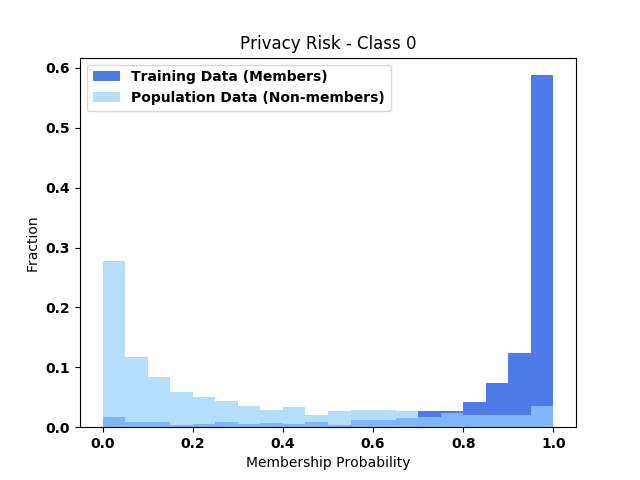 Privacy Risk - Class 0
Training Data (Members)
Population Data (Non-members)
Fraction
0.6
0.5
0.4
0.3
0.2
0.1
0.0
0.0 0.2 0.4 0.6 0.8 1.0
Membership Probability